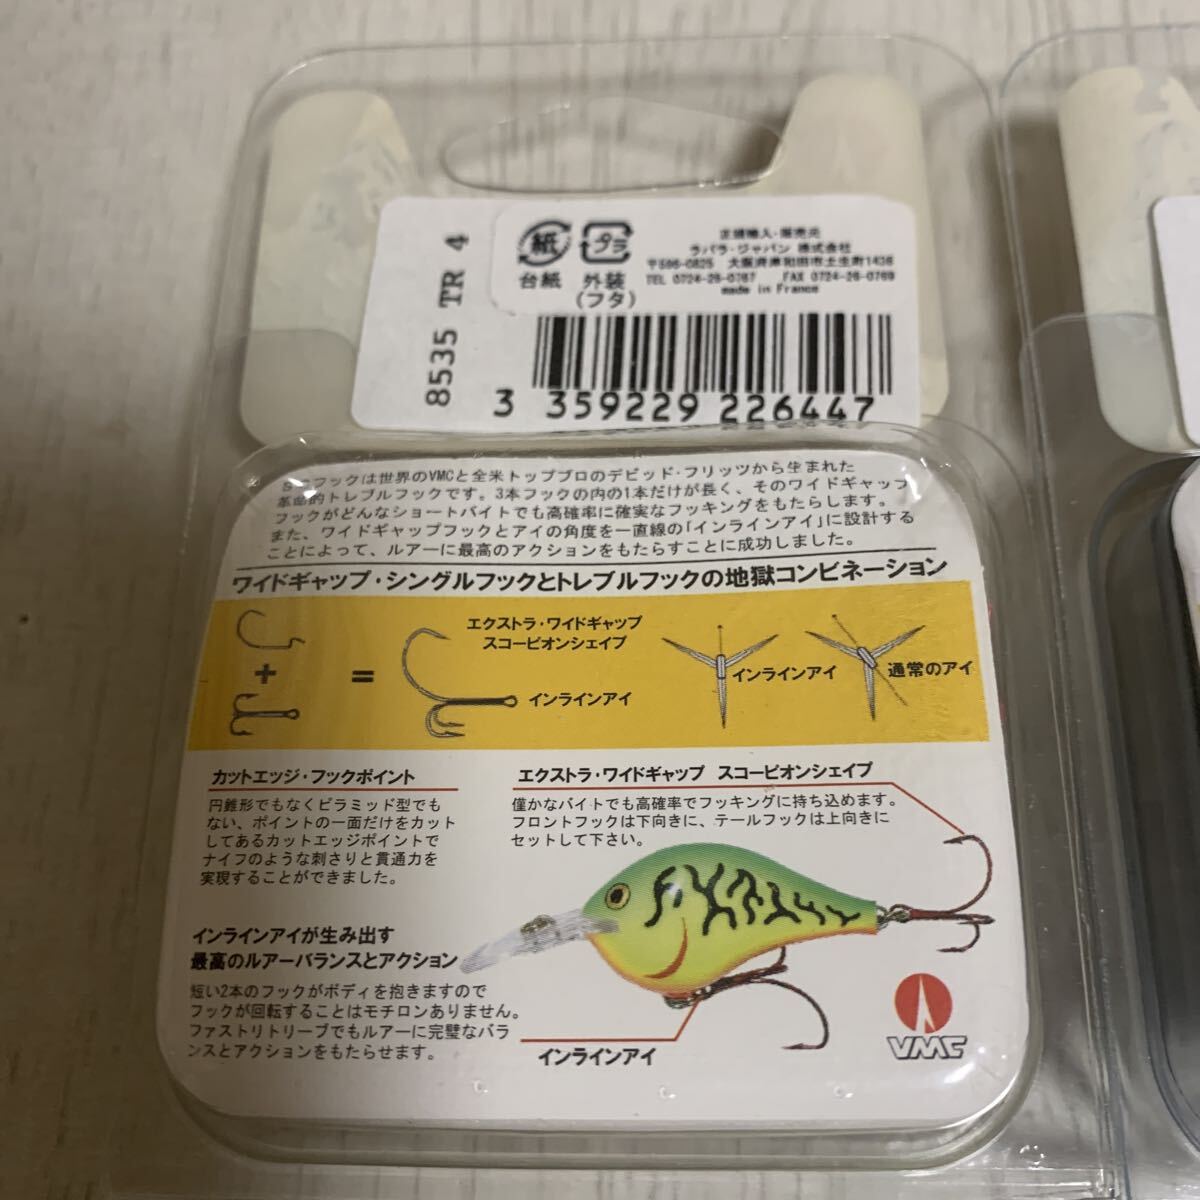 8535 TR 4
紙
台紙
プラ
外装
(フタ)
正規輸入・販売元
ラパラ・ジャパン 株式会社
〒596-0825 大阪府岸和田市土生町1436
TEL 0724-26-0767 FAX 0724-26-0769
made in France
3 359229 226447
フックは世界のVMCと全米トッププロのデビッド・フリッツから生まれた
革命的トレブルフックです。3本フックの内の1本だけが長く、そのワイドギャップ
フックがどんなショートバイトでも高確率に確実なフッキングをもたらします。
また、ワイドギャップフックとアイの角度を一直線の「インラインアイ」に設計する
ことによって、ルアーに最高のアクションをもたらすことに成功しました。
ワイドギャップ・シングルフックとトレブルフックの地獄コンビネーション
+ =
エクストラ・ワイドギャップ
スコーピオンシェイプ
インラインアイ
インラインアイ
通常のアイ
カットエッジ・フックポイント
円錐形でもなくピラミッド型でも
ない、ポイントの一面だけをカット
してあるカットエッジポイントで
ナイフのような刺さりと貫通力を
実現することができました。
エクストラ・ワイドギャップ スコーピオンシェイプ
僅かなバイトでも高確率でフッキングに持ち込めます。
フロントフックは下向きに、テールフックは上向きに
セットして下さい。
インラインアイが生み出す
最高のルアーバランスとアクション
短い2本のフックがボディを抱きますので
フックが回転することはモチロンありません。
ファストリトリーブでもルアーに完璧なバラ
ンスとアクションをもたらせます。
インラインアイ
VMC